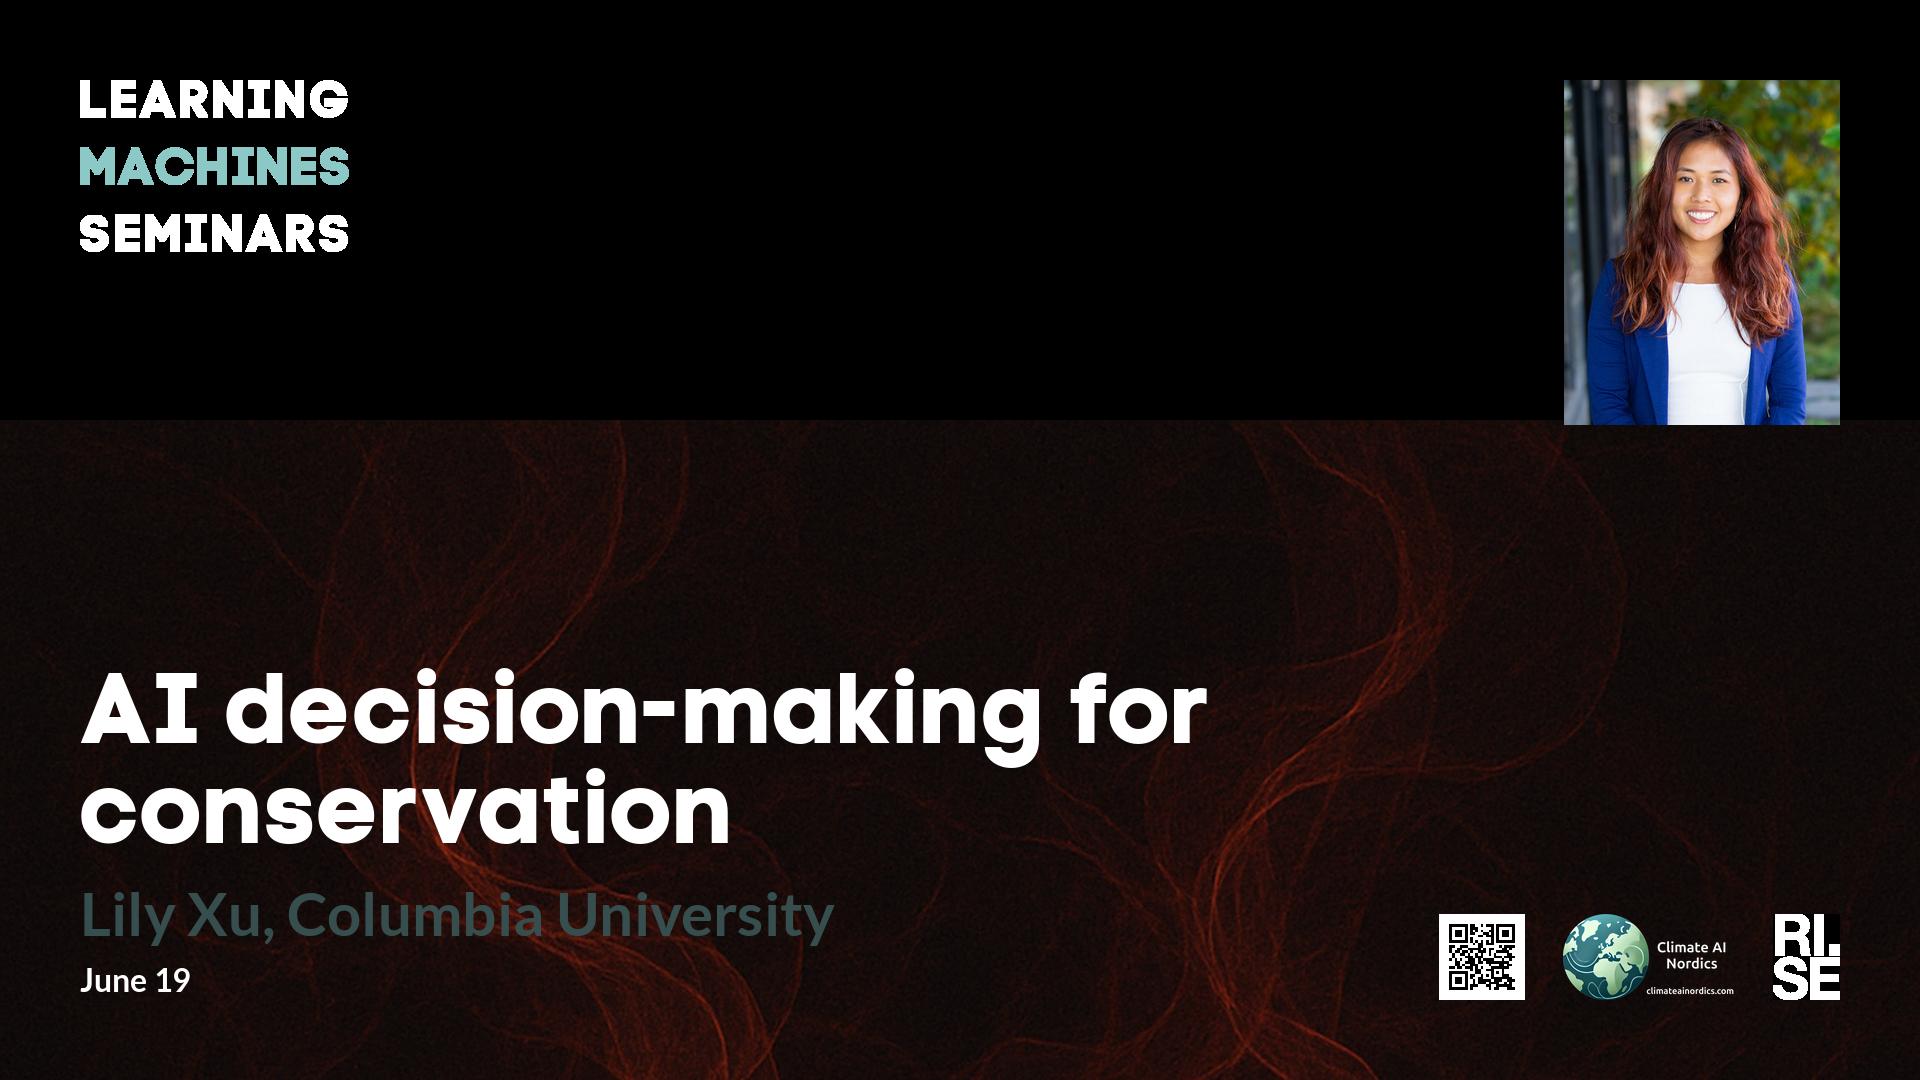 LEARNING
MACHINES
SEMINARS
AI decision-making for
conservation
Lily Xu, Columbia University
June 19
Climate AI
Nordics
climateainordics.com
RI.
SE